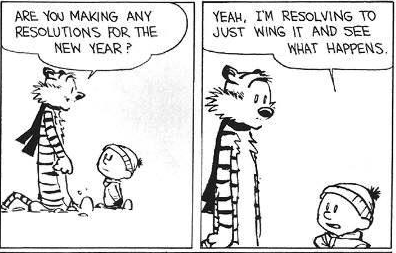 ARE YOU MAKING ANY
RESOLUTIONS FOR THE
NEW YEAR?
YEAH, I'M RESOLVING TO
JUST WING IT AND SEE
WHAT HAPPENS.